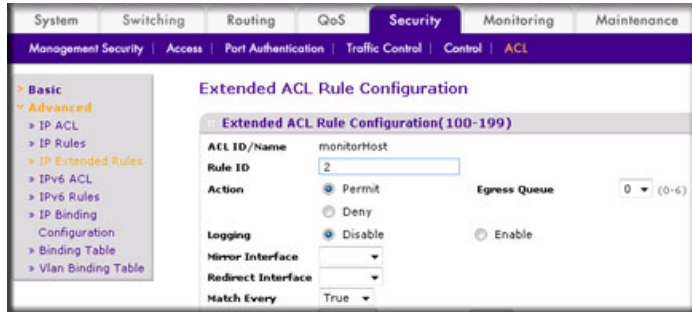 System Switching Routing QoS Security Monitoring Maintenance
Management Security | Access | Port Authentication | Traffic Control | Control | ACL
Basic
Advanced
» IP ACL
» IP Rules
» IP Extended Rules
» IPv6 ACL
» IPv6 Rules
» IP Binding
Configuration
» Binding Table
» Vlan Binding Table
Extended ACL Rule Configuration
Extended ACL Rule Configuration(100-199)
ACL ID/Name monitorHost
Rule ID 2
Action Permit Egress Queue 0 (0-6)
Deny
Logging Disable Enable
Mirror Interface
Redirect Interface
Match Every True